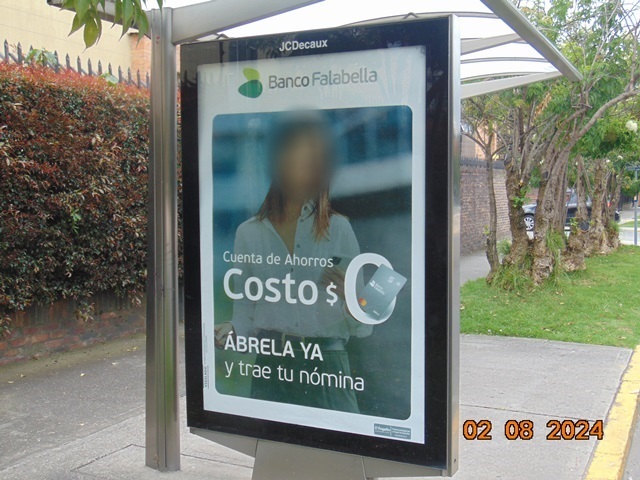 JCDecaux
Banco Falabella
Cuenta de Ahorros
Costo $0
ÁBRELA YA
y trae tu nómina
02 08 2024